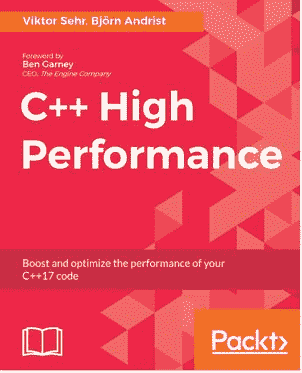 Viktor Sehr, Björn Andrist
Foreword by
Ben Garney
CEO, The Engine Company
C++ High
Performance
Boost and optimize the performance of your
C++17 code
Packt>